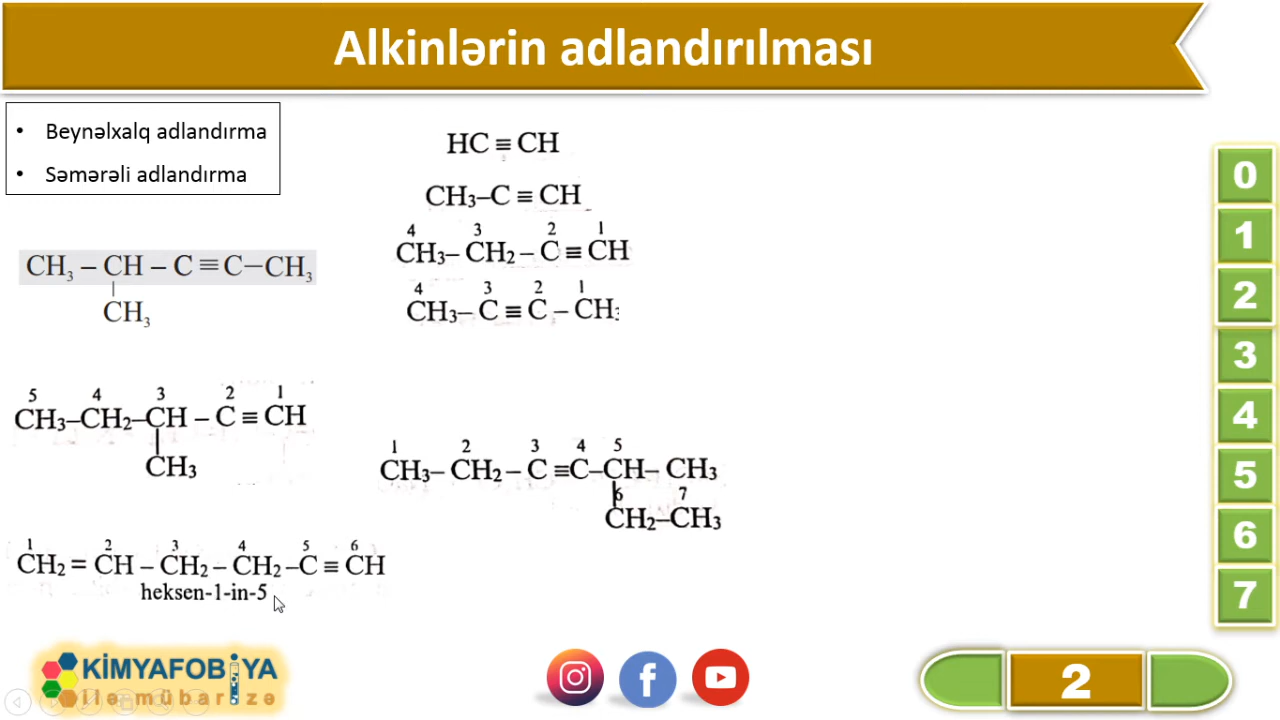 Alkinlərin adlandırılması
• Beynəlxalq adlandırma
• Səmərəli adlandırma
HC ≡ CH
CH₃–C ≡ CH
4 3 2 1
CH₃– CH₂ – C ≡ CH
4 3 2 1
CH₃– C ≡ C – CH₃
CH₃ – CH – C ≡ C – CH₃
|
CH₃
5 4 3 2 1
CH₃–CH₂–CH – C ≡ CH
|
CH₃
1 2 3 4 5
CH₃– CH₂ – C ≡C–CH– CH₃
6 7
CH₂–CH₃
1 2 3 4 5 6
CH₂ = CH – CH₂ – CH₂ –C ≡ CH
heksen-1-in-5
0
1
2
3
4
5
6
7
KİMYAFOBİYA
ilə mübarizə
2